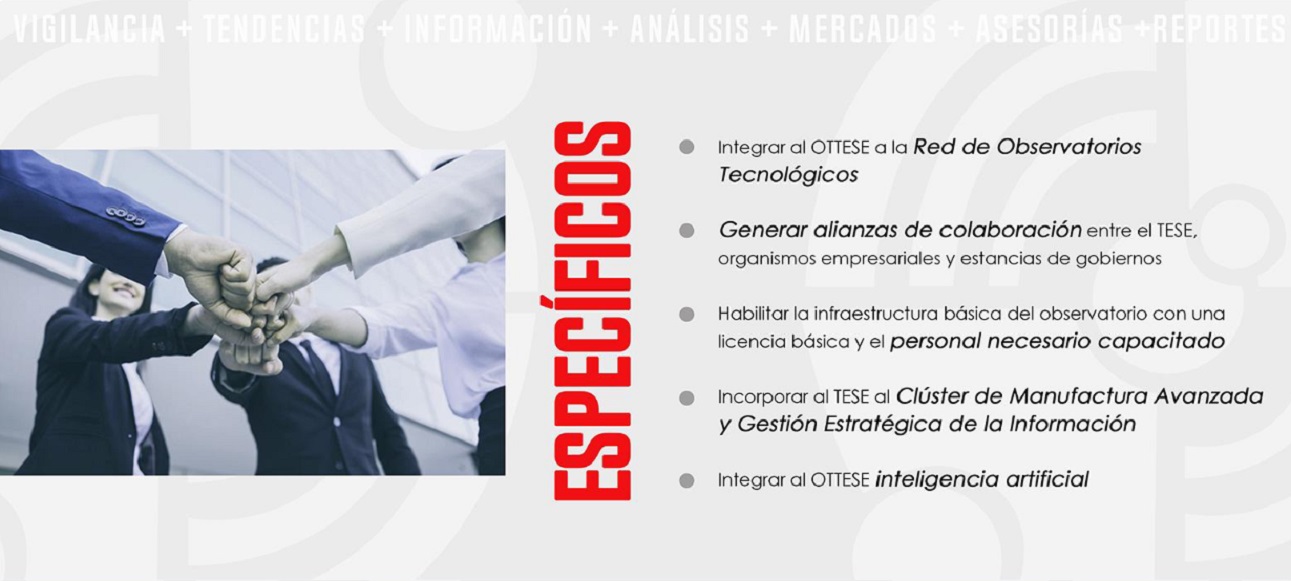 VIGILANCIA + TENDENCIAS + INFORMACIÓN + ANÁLISIS + MERCADOS + ASESORÍAS +REPORTES
ESPECÍFICOS
Integrar al OTTESE a la Red de Observatorios
Tecnológicos
Generar alianzas de colaboración entre el TESE,
organismos empresariales y estancias de gobiernos
Habilitar la infraestructura básica del observatorio con una
licencia básica y el personal necesario capacitado
Incorporar al TESE al Clúster de Manufactura Avanzada
y Gestión Estratégica de la Información
Integrar al OTTESE inteligencia artificial